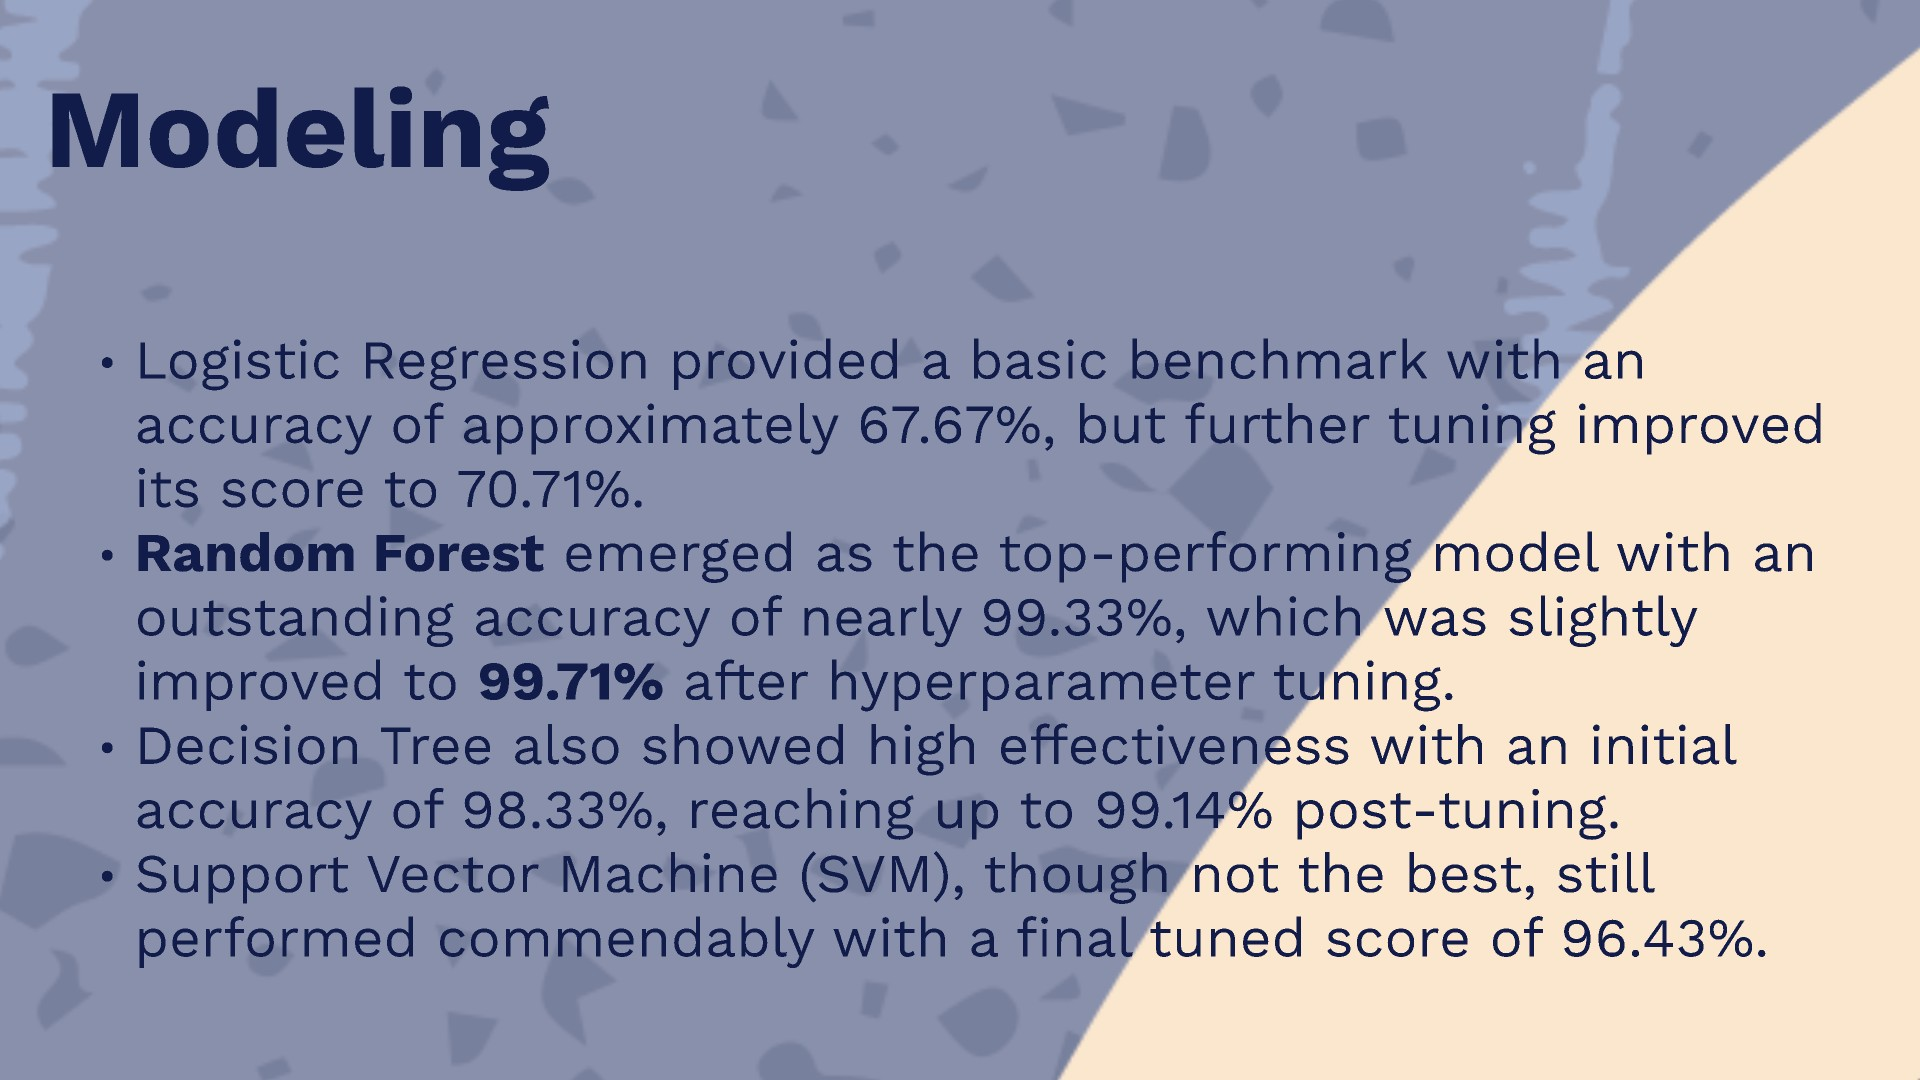 Modeling
• Logistic Regression provided a basic benchmark with an
accuracy of approximately 67.67%, but further tuning improved
its score to 70.71%.
• Random Forest emerged as the top-performing model with an
outstanding accuracy of nearly 99.33%, which was slightly
improved to 99.71% after hyperparameter tuning.
• Decision Tree also showed high effectiveness with an initial
accuracy of 98.33%, reaching up to 99.14% post-tuning.
• Support Vector Machine (SVM), though not the best, still
performed commendably with a final tuned score of 96.43%.